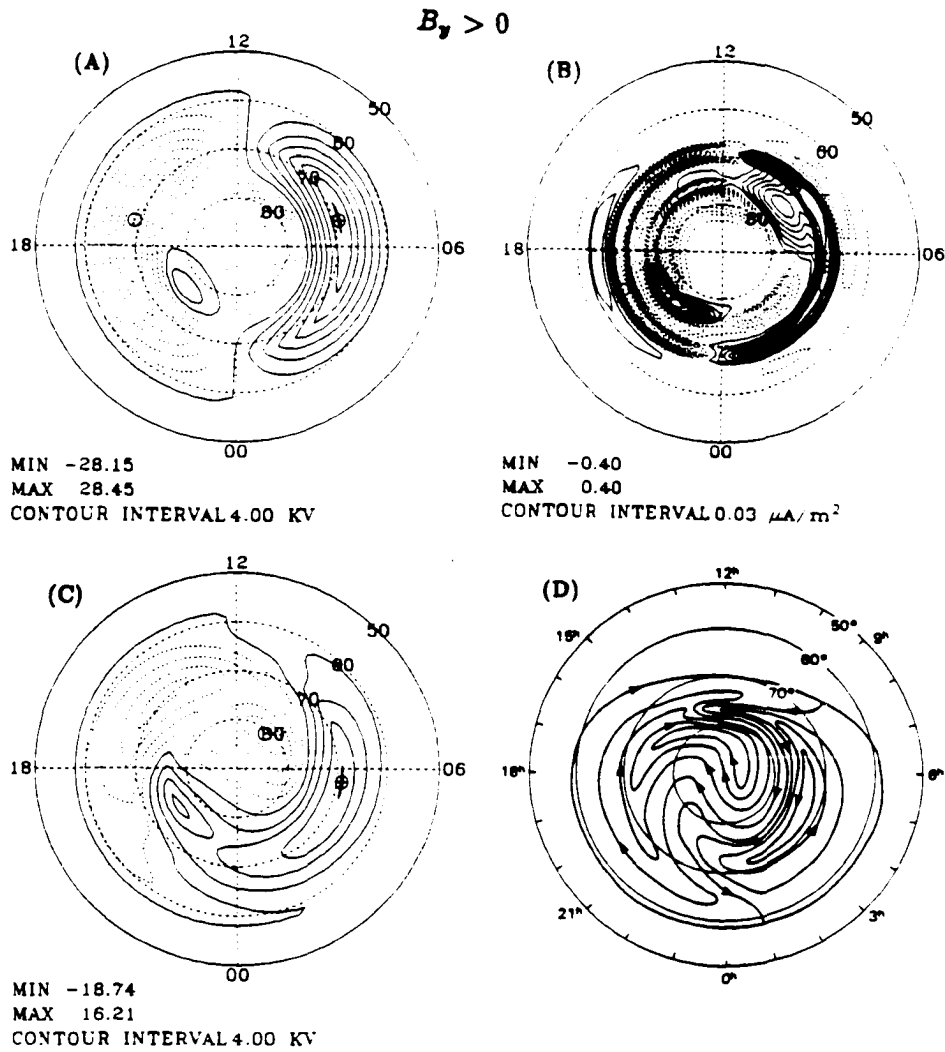 B_y > 0
(A)
12
50
60
70
80
18
06
00
MIN -28.15
MAX 28.45
CONTOUR INTERVAL 4.00 KV
(B)
12
50
60
80
18
06
00
MIN -0.40
MAX 0.40
CONTOUR INTERVAL 0.03 μA/m²
(C)
12
50
60
70
80
18
06
00
MIN -18.74
MAX 16.21
CONTOUR INTERVAL 4.00 KV
(D)
12ʰ
15ʰ
50°
9ʰ
60°
70°
18ʰ
6ʰ
21ʰ
3ʰ
0ʰ